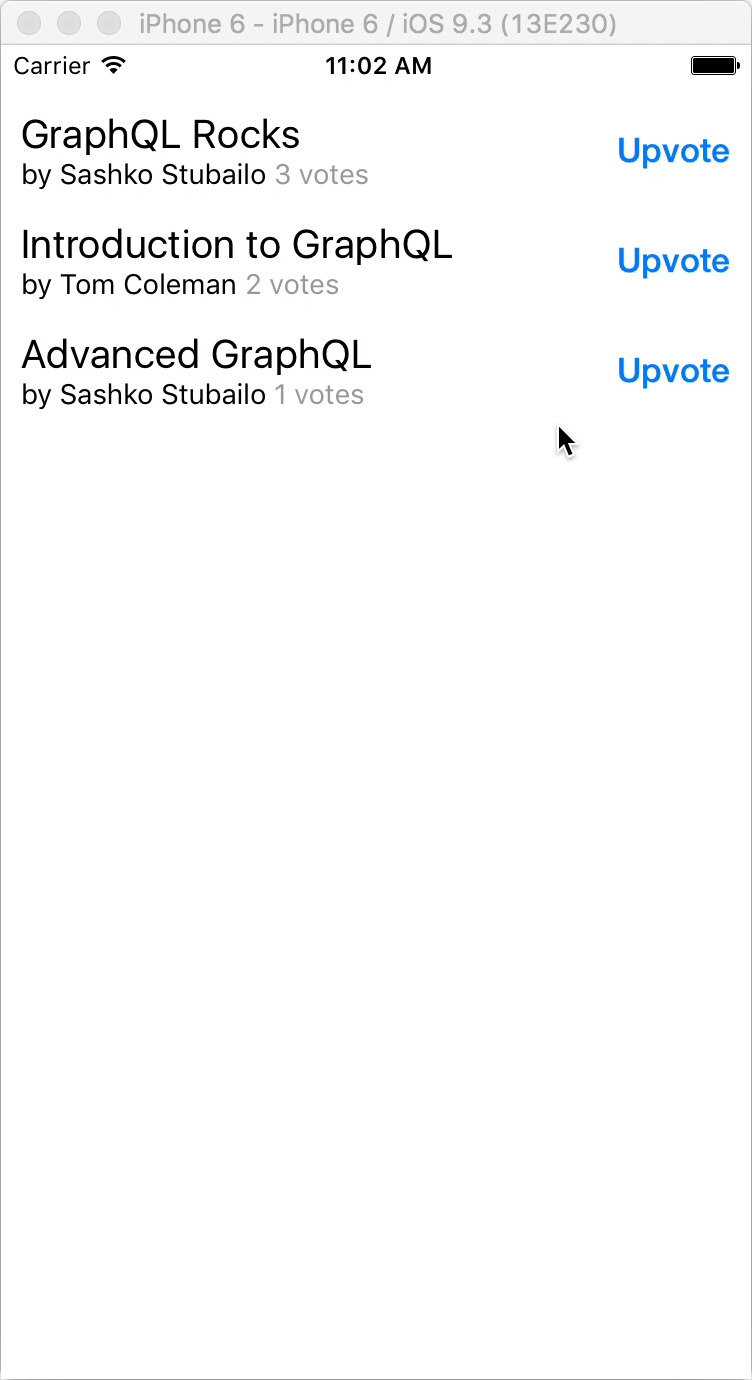 iPhone 6 - iPhone 6 / iOS 9.3 (13E230)
Carrier 11:02 AM
GraphQL Rocks
by Sashko Stubailo 3 votes
Upvote
Introduction to GraphQL
by Tom Coleman 2 votes
Upvote
Advanced GraphQL
by Sashko Stubailo 1 votes
Upvote